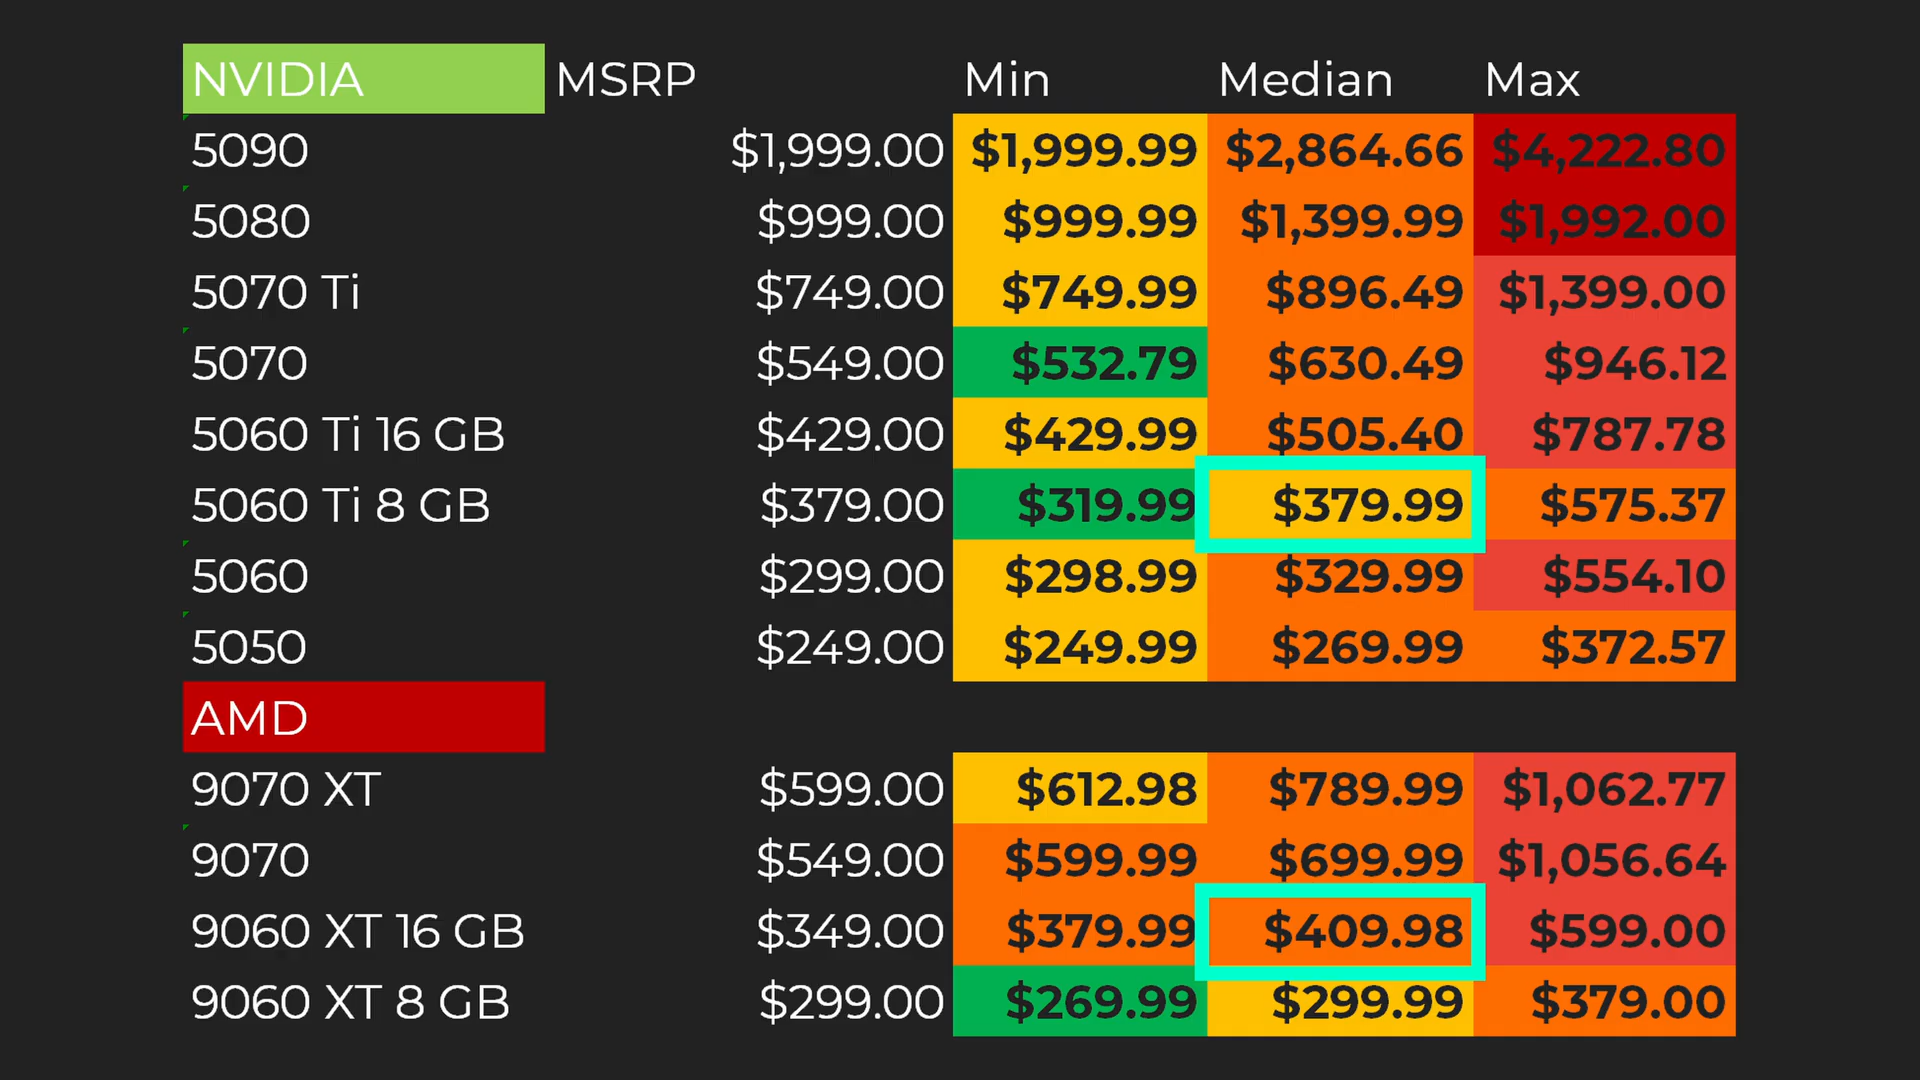 NVIDIA MSRP Min Median Max
5090 $1,999.00 $1,999.99 $2,864.66 $4,222.80
5080 $999.00 $999.99 $1,399.99 $1,992.00
5070 Ti $749.00 $749.99 $896.49 $1,399.00
5070 $549.00 $532.79 $630.49 $946.12
5060 Ti 16 GB $429.00 $429.99 $505.40 $787.78
5060 Ti 8 GB $379.00 $319.99 $379.99 $575.37
5060 $299.00 $298.99 $329.99 $554.10
5050 $249.00 $249.99 $269.99 $372.57
AMD
9070 XT $599.00 $612.98 $789.99 $1,062.77
9070 $549.00 $599.99 $699.99 $1,056.64
9060 XT 16 GB $349.00 $379.99 $409.98 $599.00
9060 XT 8 GB $299.00 $269.99 $299.99 $379.00